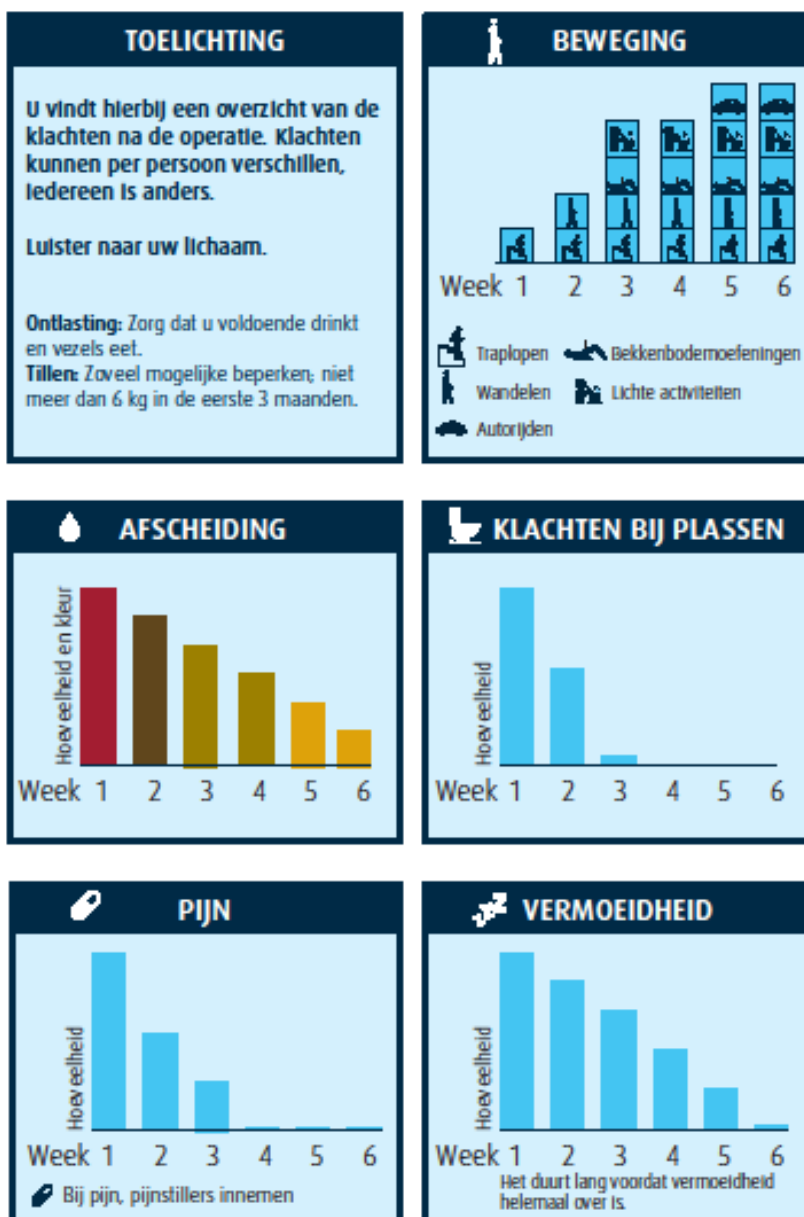 TOELICHTING
U vindt hierbij een overzicht van de
klachten na de operatie. Klachten
kunnen per persoon verschillen,
iedereen is anders.
Luister naar uw lichaam.
Ontlasting: Zorg dat u voldoende drinkt
en vezels eet.
Tillen: Zoveel mogelijke beperken; niet
meer dan 6 kg in de eerste 3 maanden.
BEWEGING
Week 1 2 3 4 5 6
Traplopen Bekkenbodemoefeningen
Wandelen Lichte activiteiten
Autorijden
AFSCHEIDING
Hoeveelheid en kleur
Week 1 2 3 4 5 6
KLACHTEN BIJ PLASSEN
Hoeveelheid
Week 1 2 3 4 5 6
PIJN
Hoeveelheid
Week 1 2 3 4 5 6
Bij pijn, pijnstillers innemen
VERMOEIDHEID
Hoeveelheid
Week 1 2 3 4 5 6
Het duurt lang voordat vermoeidheid
helemaal over is.